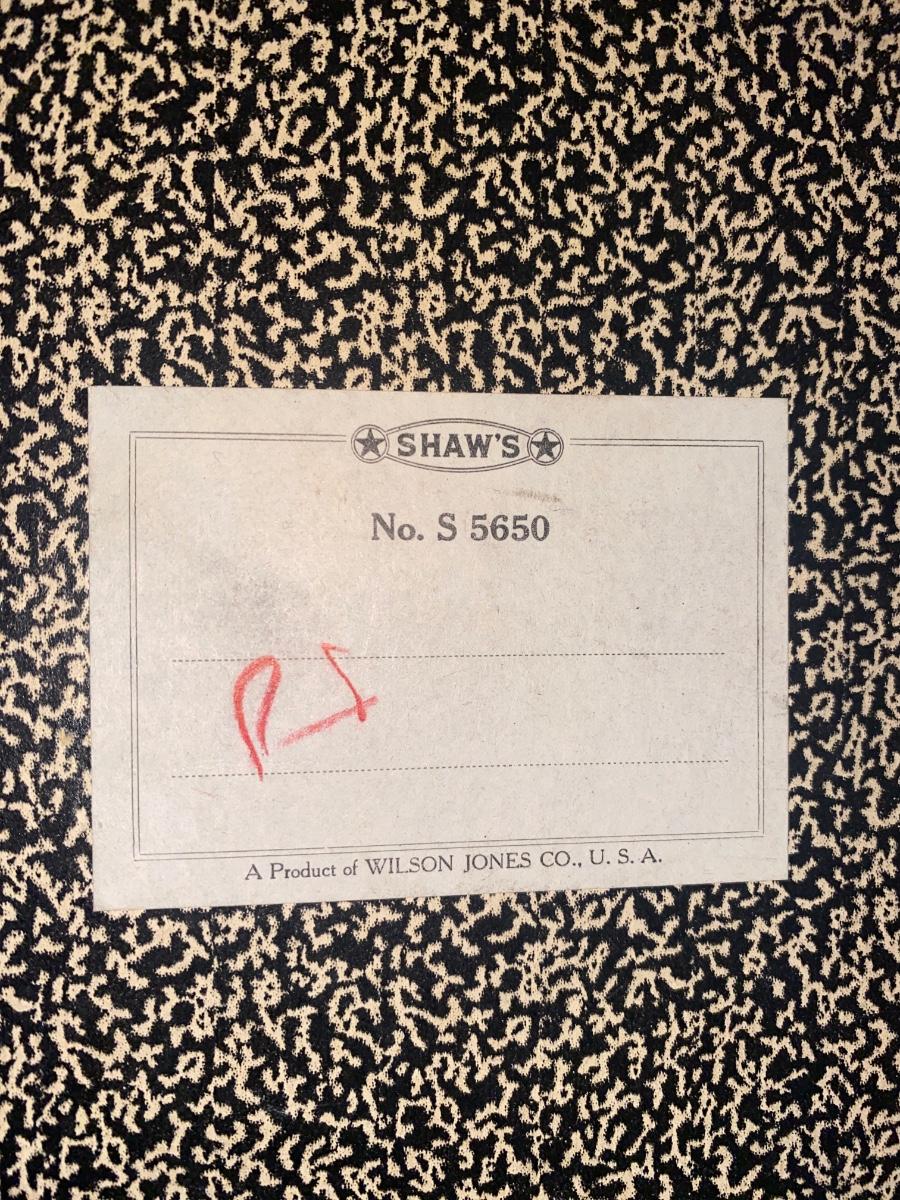 SHAW'S
No. S 5650
A Product of WILSON JONES CO., U. S. A.